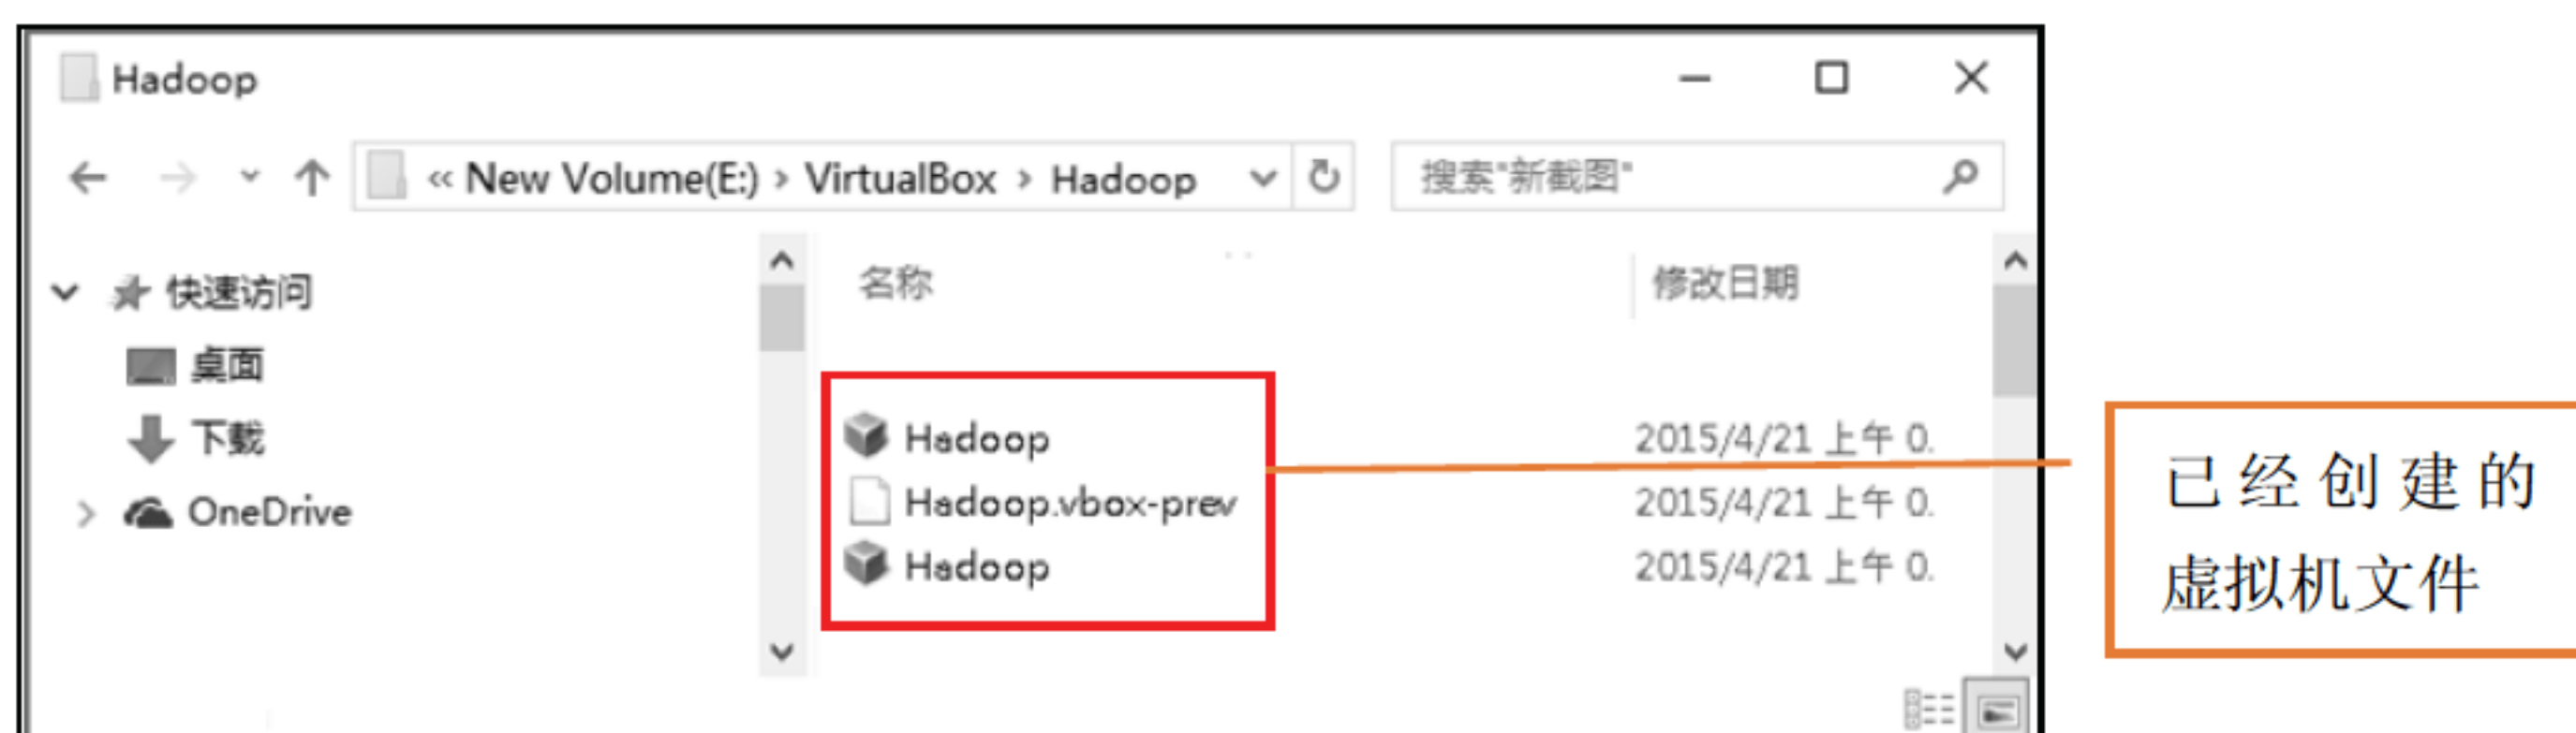 Hadoop
« New Volume(E:) › VirtualBox › Hadoop
搜索"新截图"
快速访问
桌面
下载
OneDrive
名称 修改日期
Hadoop 2015/4/21 上午 0.
Hadoop.vbox-prev 2015/4/21 上午 0.
Hadoop 2015/4/21 上午 0.
已经创建的
虚拟机文件